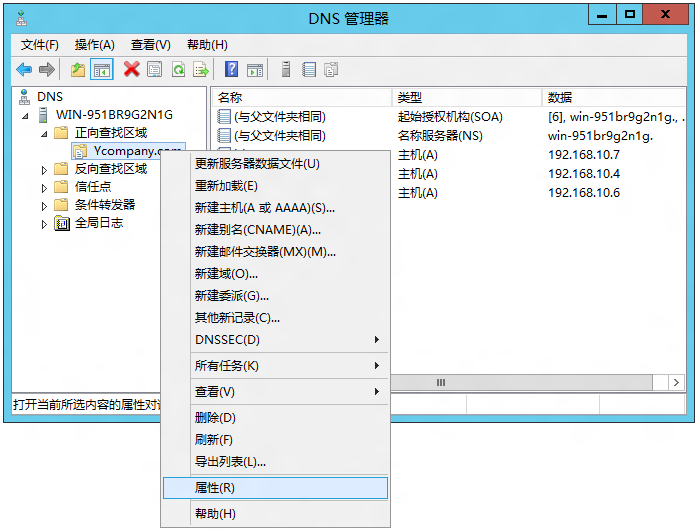 DNS 管理器
文件(F) 操作(A) 查看(V) 帮助(H)
DNS
WIN-951BR9G2N1G
正向查找区域
Ycompany.com
反向查找区域
信任点
条件转发器
全局日志
名称 类型 数据
(与父文件夹相同) 起始授权机构(SOA) [6], win-951br9g2n1g., .
(与父文件夹相同) 名称服务器(NS) win-951br9g2n1g.
主机(A) 192.168.10.7
主机(A) 192.168.10.4
主机(A) 192.168.10.6
更新服务器数据文件(U)
重新加载(E)
新建主机(A 或 AAAA)(S)...
新建别名(CNAME)(A)...
新建邮件交换器(MX)(M)...
新建域(O)...
新建委派(G)...
其他新记录(C)...
DNSSEC(D)
所有任务(K)
查看(V)
删除(D)
刷新(F)
导出列表(L)...
属性(R)
帮助(H)
打开当前所选内容的属性对